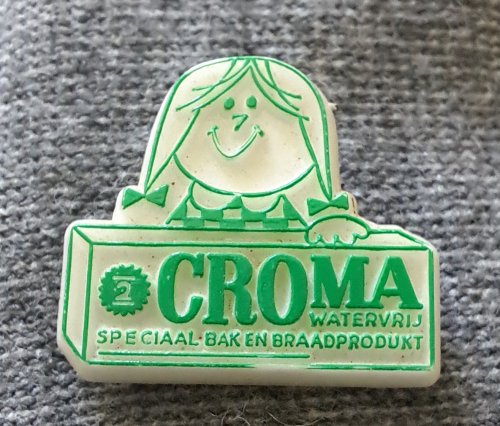 2 CROMA
WATERVRIJ
SPECIAAL BAK EN BRAADPRODUKT